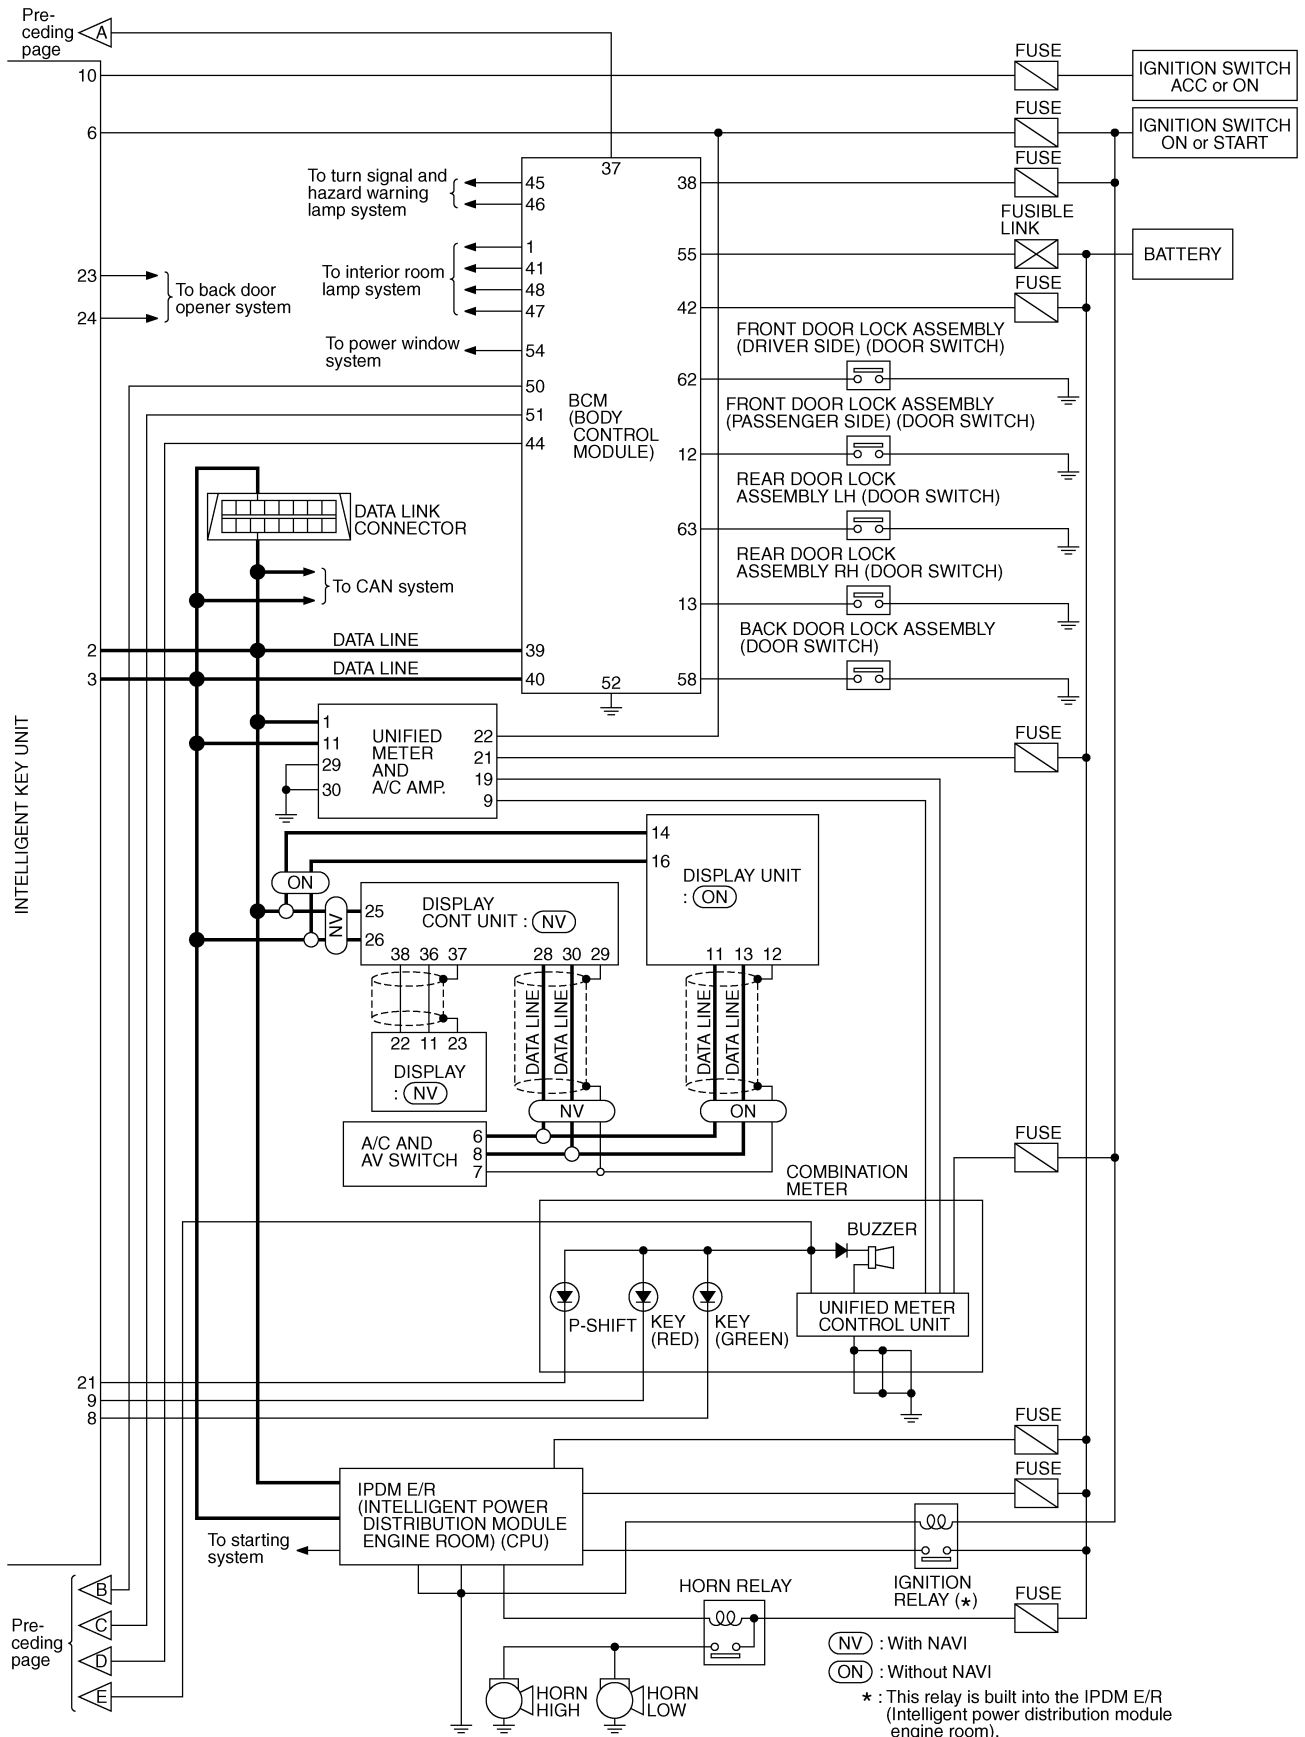 Pre-
ceding
page
A
10
FUSE
IGNITION SWITCH
ACC or ON
6
FUSE
IGNITION SWITCH
ON or START
37
To turn signal and
hazard warning
lamp system
45
46
38
FUSE
FUSIBLE
LINK
55
BATTERY
1
41
48
47
To interior room
lamp system
23
24
To back door
opener system
42
FUSE
To power window
system
54
50
51
44
BCM
(BODY
CONTROL
MODULE)
FRONT DOOR LOCK ASSEMBLY
(DRIVER SIDE) (DOOR SWITCH)
62
FRONT DOOR LOCK ASSEMBLY
(PASSENGER SIDE) (DOOR SWITCH)
12
REAR DOOR LOCK
ASSEMBLY LH (DOOR SWITCH)
63
REAR DOOR LOCK
ASSEMBLY RH (DOOR SWITCH)
13
BACK DOOR LOCK ASSEMBLY
(DOOR SWITCH)
58
DATA LINK
CONNECTOR
To CAN system
2
DATA LINE
39
3
DATA LINE
40
52
INTELLIGENT KEY UNIT
1
11
29
30
UNIFIED
METER
AND
A/C AMP.
22
21
19
9
FUSE
14
16
DISPLAY UNIT
: ON
ON
NV
25
26
DISPLAY
CONT UNIT : NV
38 36 37
28 30 29
11 13 12
DATA LINE
DATA LINE
DATA LINE
DATA LINE
22 11 23
DISPLAY
: NV
NV
ON
A/C AND
AV SWITCH
6
8
7
FUSE
COMBINATION
METER
BUZZER
P-SHIFT
KEY
(RED)
KEY
(GREEN)
UNIFIED METER
CONTROL UNIT
21
9
8
FUSE
FUSE
IPDM E/R
(INTELLIGENT POWER
DISTRIBUTION MODULE
ENGINE ROOM) (CPU)
To starting
system
IGNITION
RELAY (*)
HORN RELAY
FUSE
Pre-
ceding
page
B
C
D
E
HORN
HIGH
HORN
LOW
NV : With NAVI
ON : Without NAVI
* : This relay is built into the IPDM E/R
(Intelligent power distribution module
engine room).